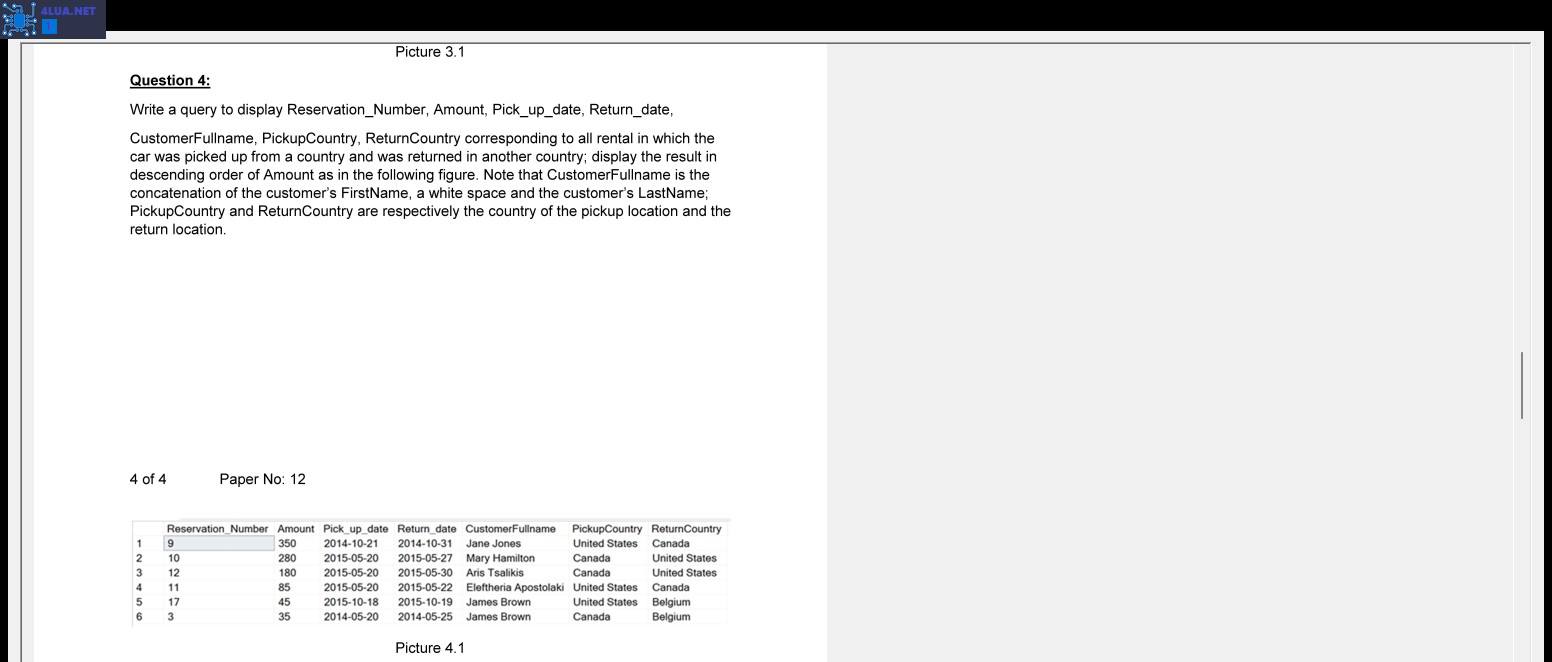 4LUA.NET
Picture 3.1
Question 4:
Write a query to display Reservation_Number, Amount, Pick_up_date, Return_date,
CustomerFullname, PickupCountry, ReturnCountry corresponding to all rental in which the
car was picked up from a country and was returned in another country; display the result in
descending order of Amount as in the following figure. Note that CustomerFullname is the
concatenation of the customer's FirstName, a white space and the customer's LastName;
PickupCountry and ReturnCountry are respectively the country of the pickup location and the
return location.
4 of 4 Paper No: 12
Reservation_Number Amount Pick_up_date Return_date CustomerFullname PickupCountry ReturnCountry
1 9 350 2014-10-21 2014-10-31 Jane Jones United States Canada
2 10 280 2015-05-20 2015-05-27 Mary Hamilton Canada United States
3 12 180 2015-05-20 2015-05-30 Aris Tsalikis Canada United States
4 11 85 2015-05-20 2015-05-22 Eleftheria Apostolaki United States Canada
5 17 45 2015-10-18 2015-10-19 James Brown United States Belgium
6 3 35 2014-05-20 2014-05-25 James Brown Canada Belgium
Picture 4.1